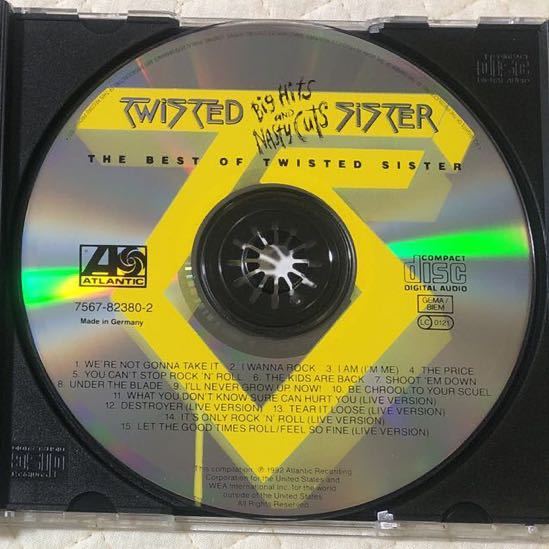 TWISTED BIG HITS AND NASTY CUTS SISTER
THE BEST OF TWISTED SISTER
ATLANTIC
7567-82380-2
Made in Germany
COMPACT
disc
DIGITAL AUDIO
GEMA/
BIEM
LC 0121
1 WE'RE NOT GONNA TAKE IT 2 I WANNA ROCK 3 I AM (I'M ME) 4 THE PRICE
5 YOU CAN'T STOP ROCK 'N' ROLL 6 THE KIDS ARE BACK 7 SHOOT 'EM DOWN
8 UNDER THE BLADE 9 I'LL NEVER GROW UP NOW! 10 BE CHROOL TO YOUR SCUEL
11 WHAT YOU DON'T KNOW SURE CAN HURT YOU (LIVE VERSION)
12 DESTROYER (LIVE VERSION) 13 TEAR IT LOOSE (LIVE VERSION)
14 IT'S ONLY ROCK 'N' ROLL (LIVE VERSION)
15 LET THE GOOD TIMES ROLL/FEEL SO FINE (LIVE VERSION)
This compilation, ℗ 1992 Atlantic Recording
Corporation for the United States and
WEA International Inc. for the world
outside of the United States.
All Rights Reserved.